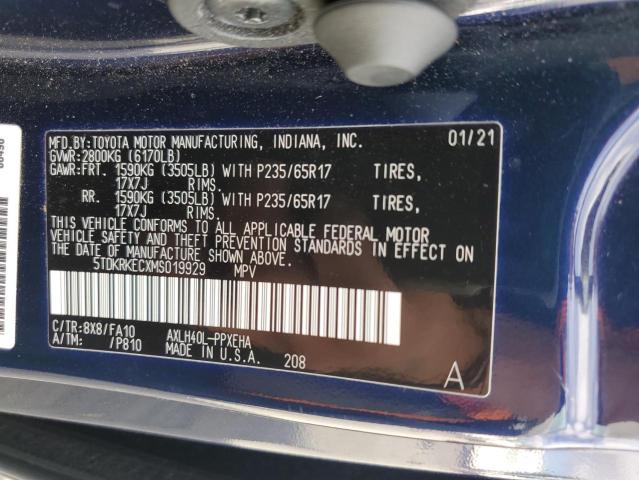 MFD.BY:TOYOTA MOTOR MANUFACTURING, INDIANA, INC. 01/21
GVWR: 2800KG (6170LB)
GAWR:FRT. 1590KG (3505LB) WITH P235/65R17 TIRES,
17X7J RIMS.
RR. 1590KG (3505LB) WITH P235/65R17 TIRES,
17X7J RIMS.
THIS VEHICLE CONFORMS TO ALL APPLICABLE FEDERAL MOTOR
VEHICLE SAFETY AND THEFT PREVENTION STANDARDS IN EFFECT ON
THE DATE OF MANUFACTURE SHOWN ABOVE.
5TDKRKECXMS019929 MPV
C/TR:8X8/FA10 AXLH40L-PPXEHA
A/TM: /P810 MADE IN U.S.A. 208
A